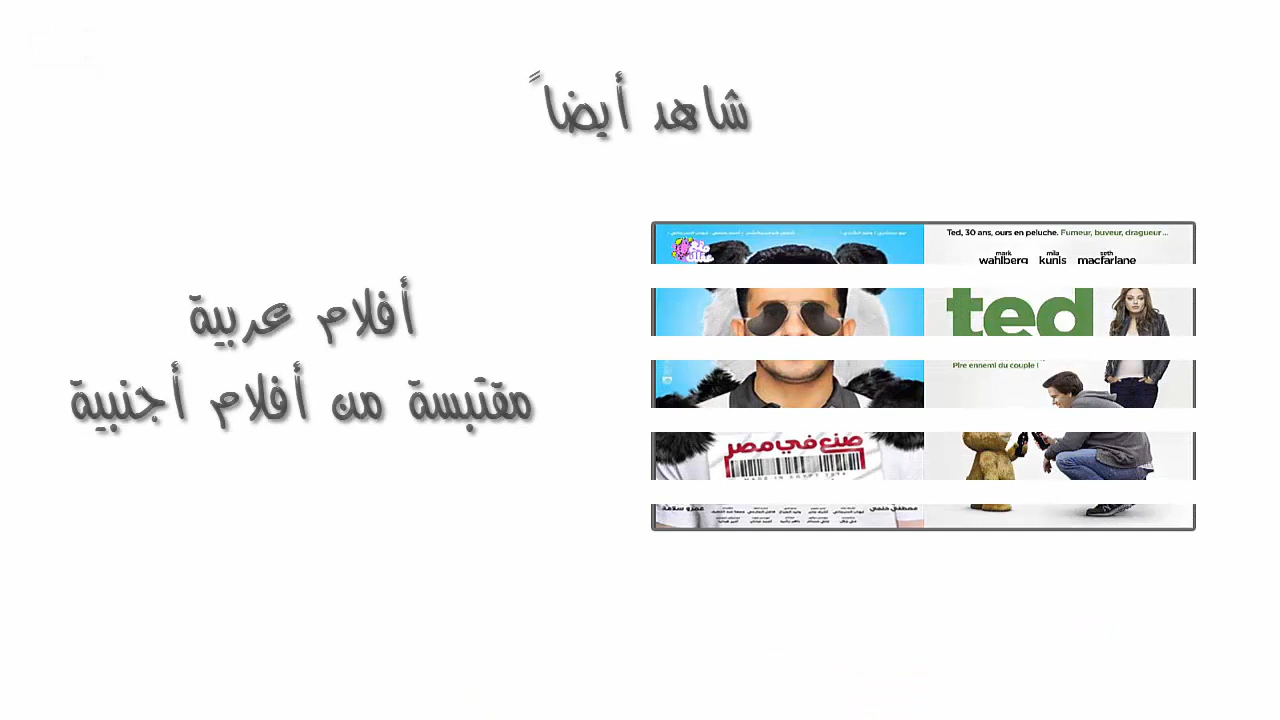 شاهد أيضاً
أفلام عربية
مقتبسة من أفلام أجنبية
Ted, 30 ans, ours en peluche. Fumeur, buveur, dragueur ...
mark wahlberg mila kunis seth macfarlane
ted
Pire ennemi du couple !
صنع في مصر
MADE IN EGYPT
مصطفى حلمي
عمرو سلامة